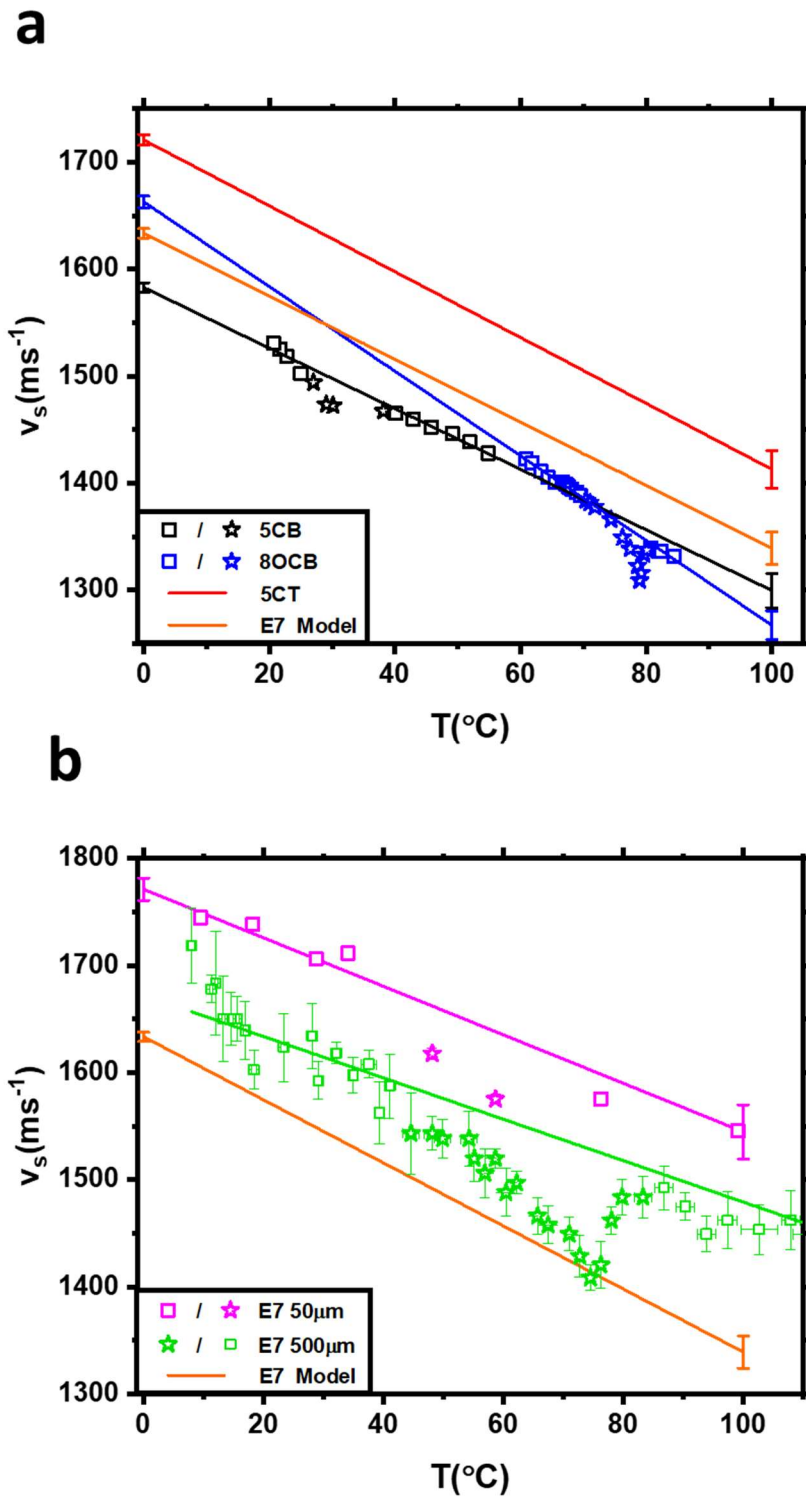 a
1700
1600
1500
1400
1300
v_s(ms⁻¹)
□ / ☆ 5CB
□ / ☆ 8OCB
5CT
E7 Model
0 20 40 60 80 100
T(°C)
b
1800
1700
1600
1500
1400
1300
v_s(ms⁻¹)
□ / ☆ E7 50μm
☆ / □ E7 500μm
E7 Model
0 20 40 60 80 100
T(°C)